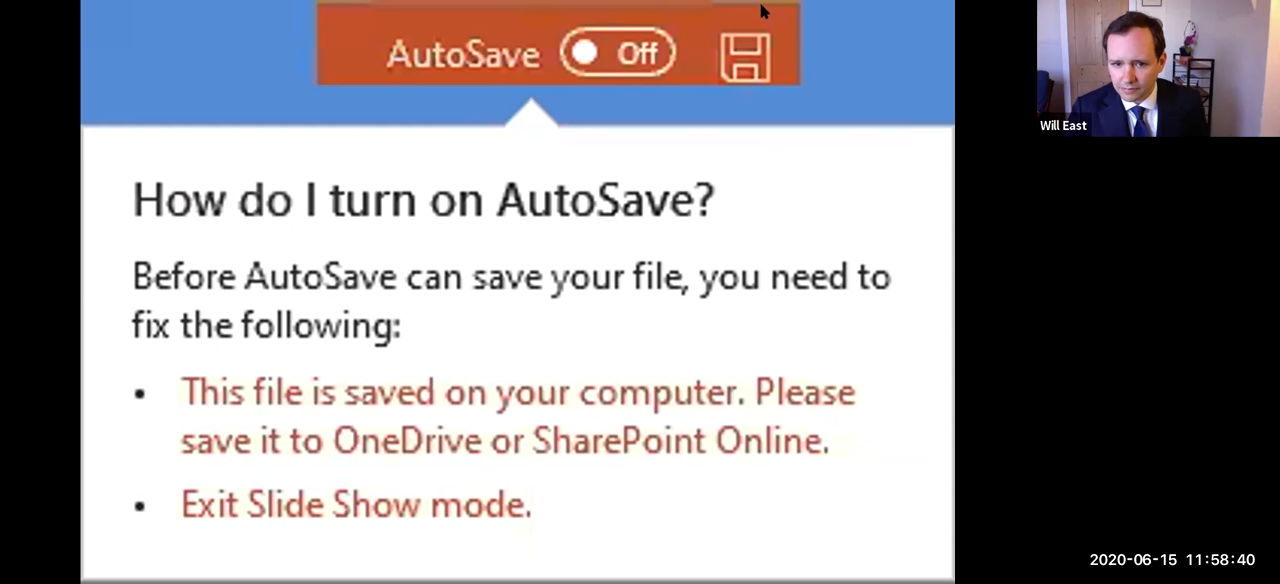 AutoSave Off
Will East
How do I turn on AutoSave?
Before AutoSave can save your file, you need to
fix the following:
• This file is saved on your computer. Please
save it to OneDrive or SharePoint Online.
• Exit Slide Show mode.
2020-06-15 11:58:40